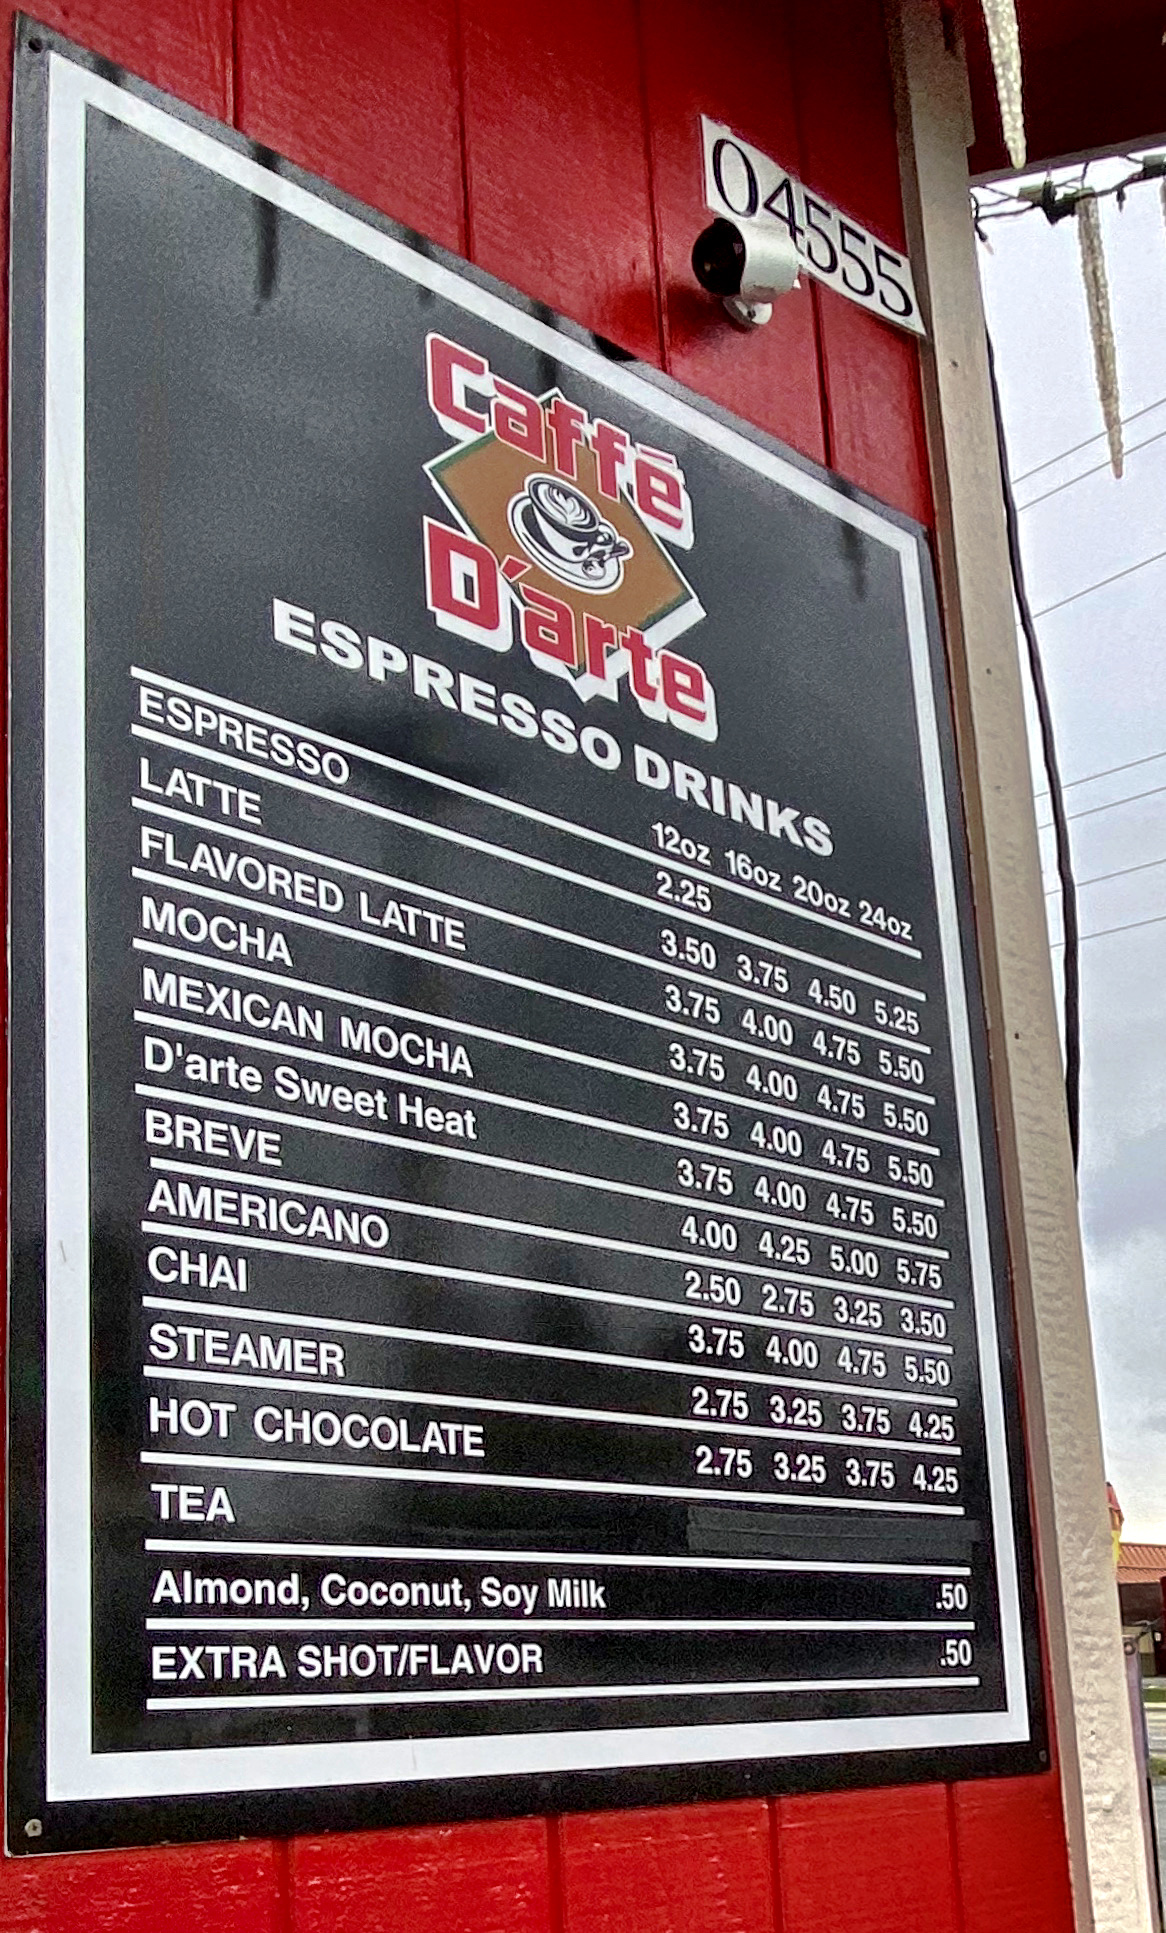 04555
Caffé
D'arte
ESPRESSO DRINKS
12oz 16oz 20oz 24oz
ESPRESSO 2.25
LATTE 3.50 3.75 4.50 5.25
FLAVORED LATTE 3.75 4.00 4.75 5.50
MOCHA 3.75 4.00 4.75 5.50
MEXICAN MOCHA 3.75 4.00 4.75 5.50
D'arte Sweet Heat 3.75 4.00 4.75 5.50
BREVE 4.00 4.25 5.00 5.75
AMERICANO 2.50 2.75 3.25 3.50
CHAI 3.75 4.00 4.75 5.50
STEAMER 2.75 3.25 3.75 4.25
HOT CHOCOLATE 2.75 3.25 3.75 4.25
TEA
Almond, Coconut, Soy Milk .50
EXTRA SHOT/FLAVOR .50